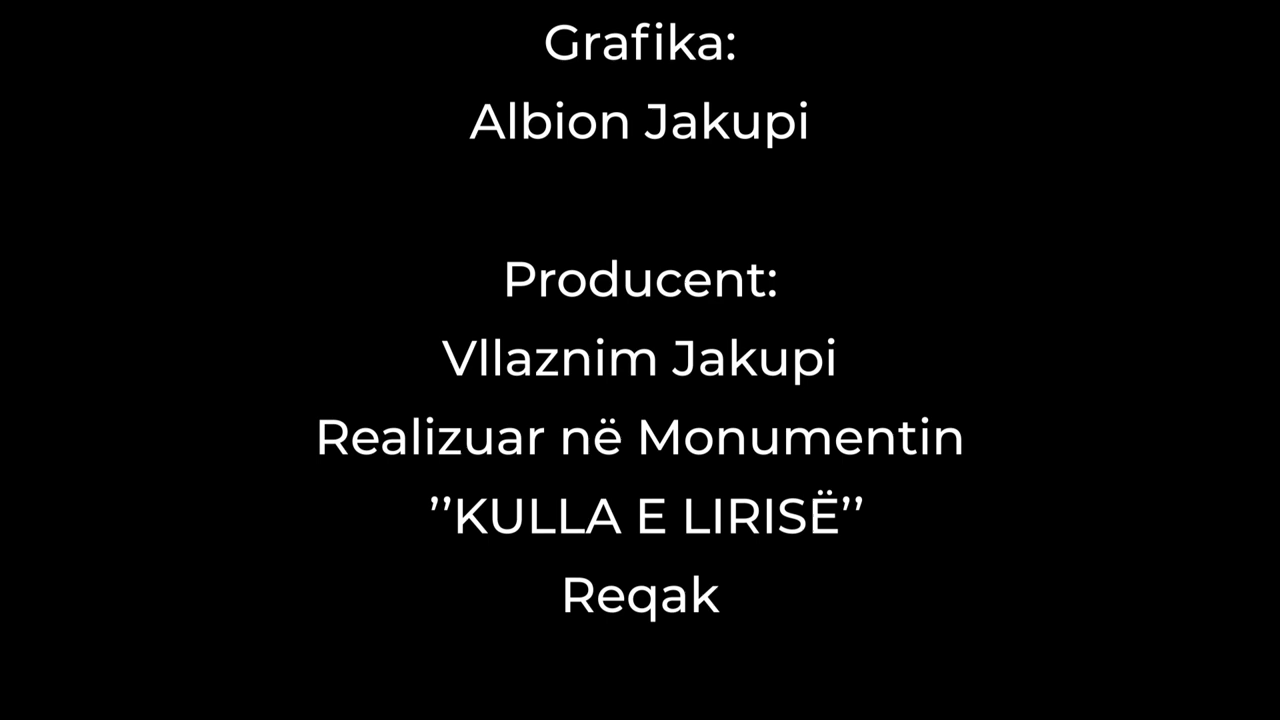 Grafika:
Albion Jakupi
Producent:
Vllaznim Jakupi
Realizuar në Monumentin
’’KULLA E LIRISË’’
Reqak